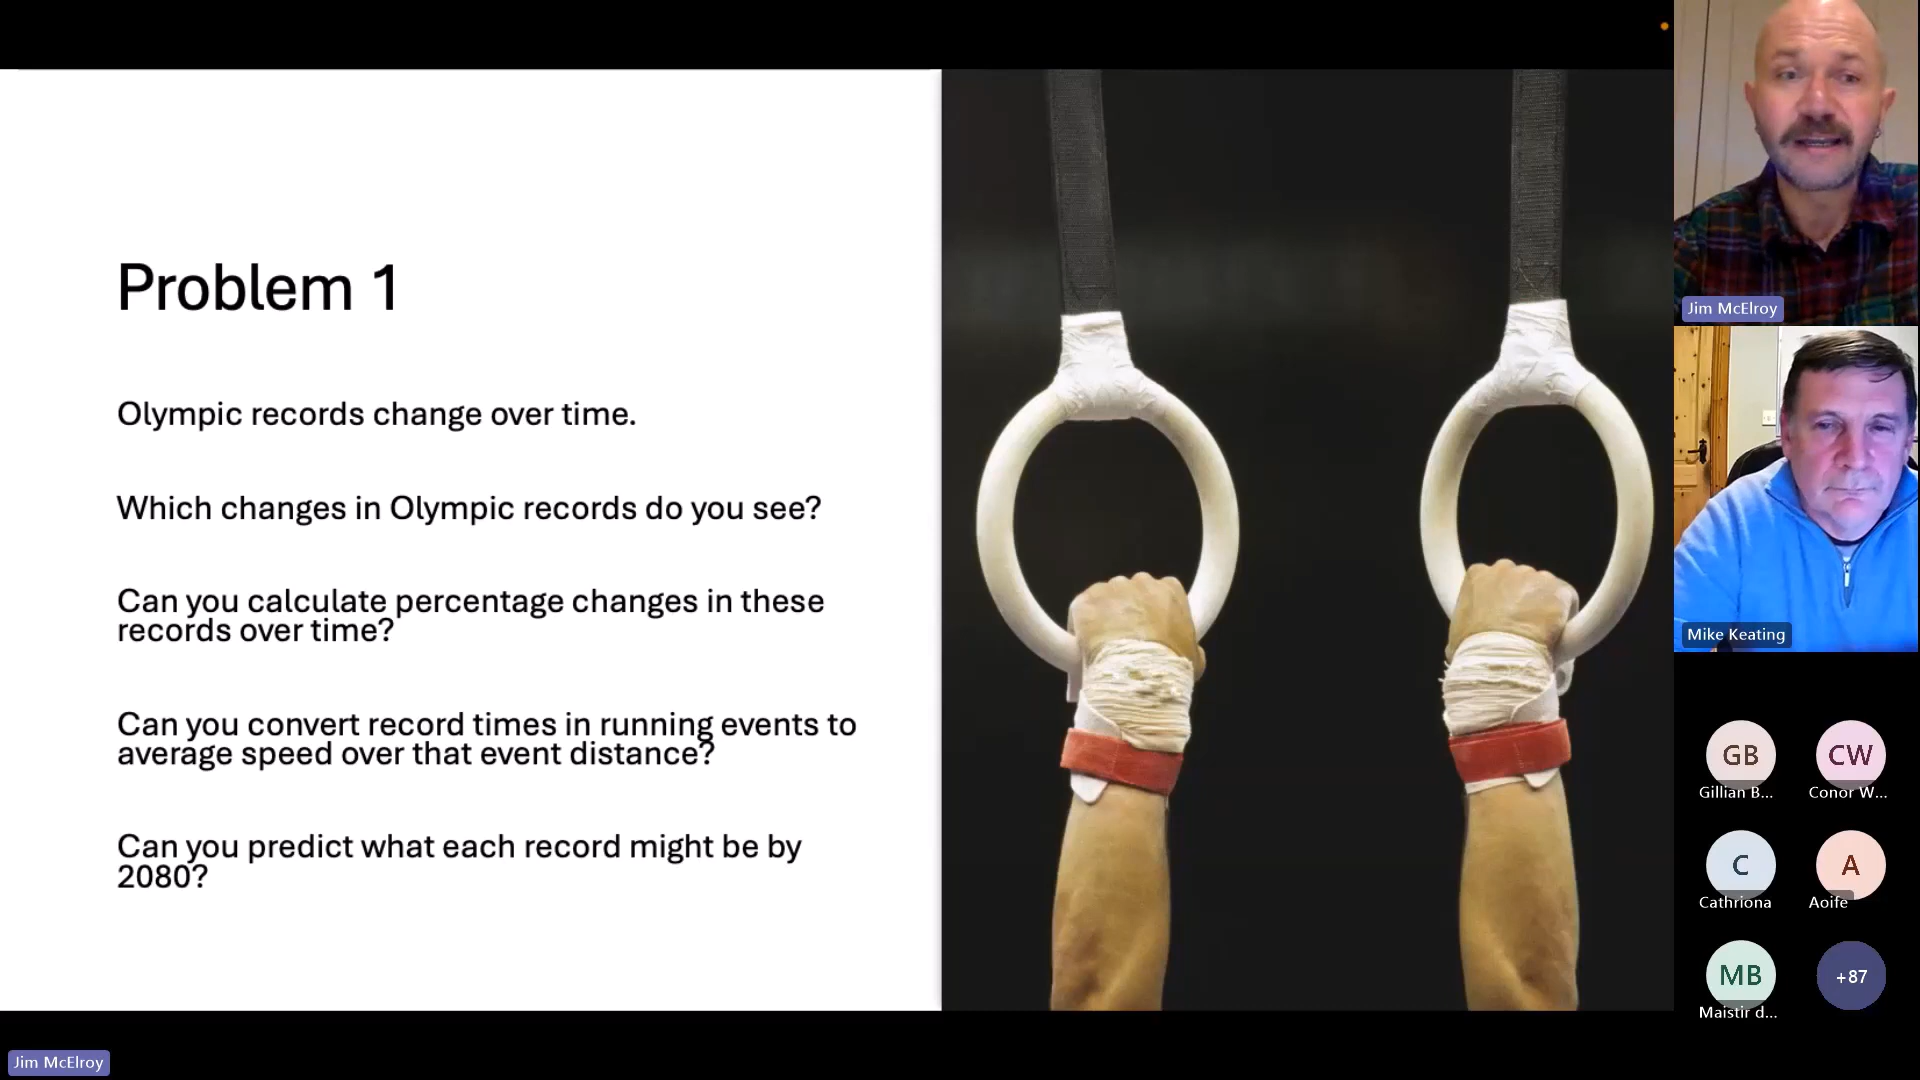 Problem 1
Olympic records change over time.
Which changes in Olympic records do you see?
Can you calculate percentage changes in these
records over time?
Can you convert record times in running events to
average speed over that event distance?
Can you predict what each record might be by
2080?
Jim McElroy
Mike Keating
GB
Gillian B...
CW
Conor W...
C
Cathriona
A
Aoife
MB
Maistir d...
+87
Jim McElroy